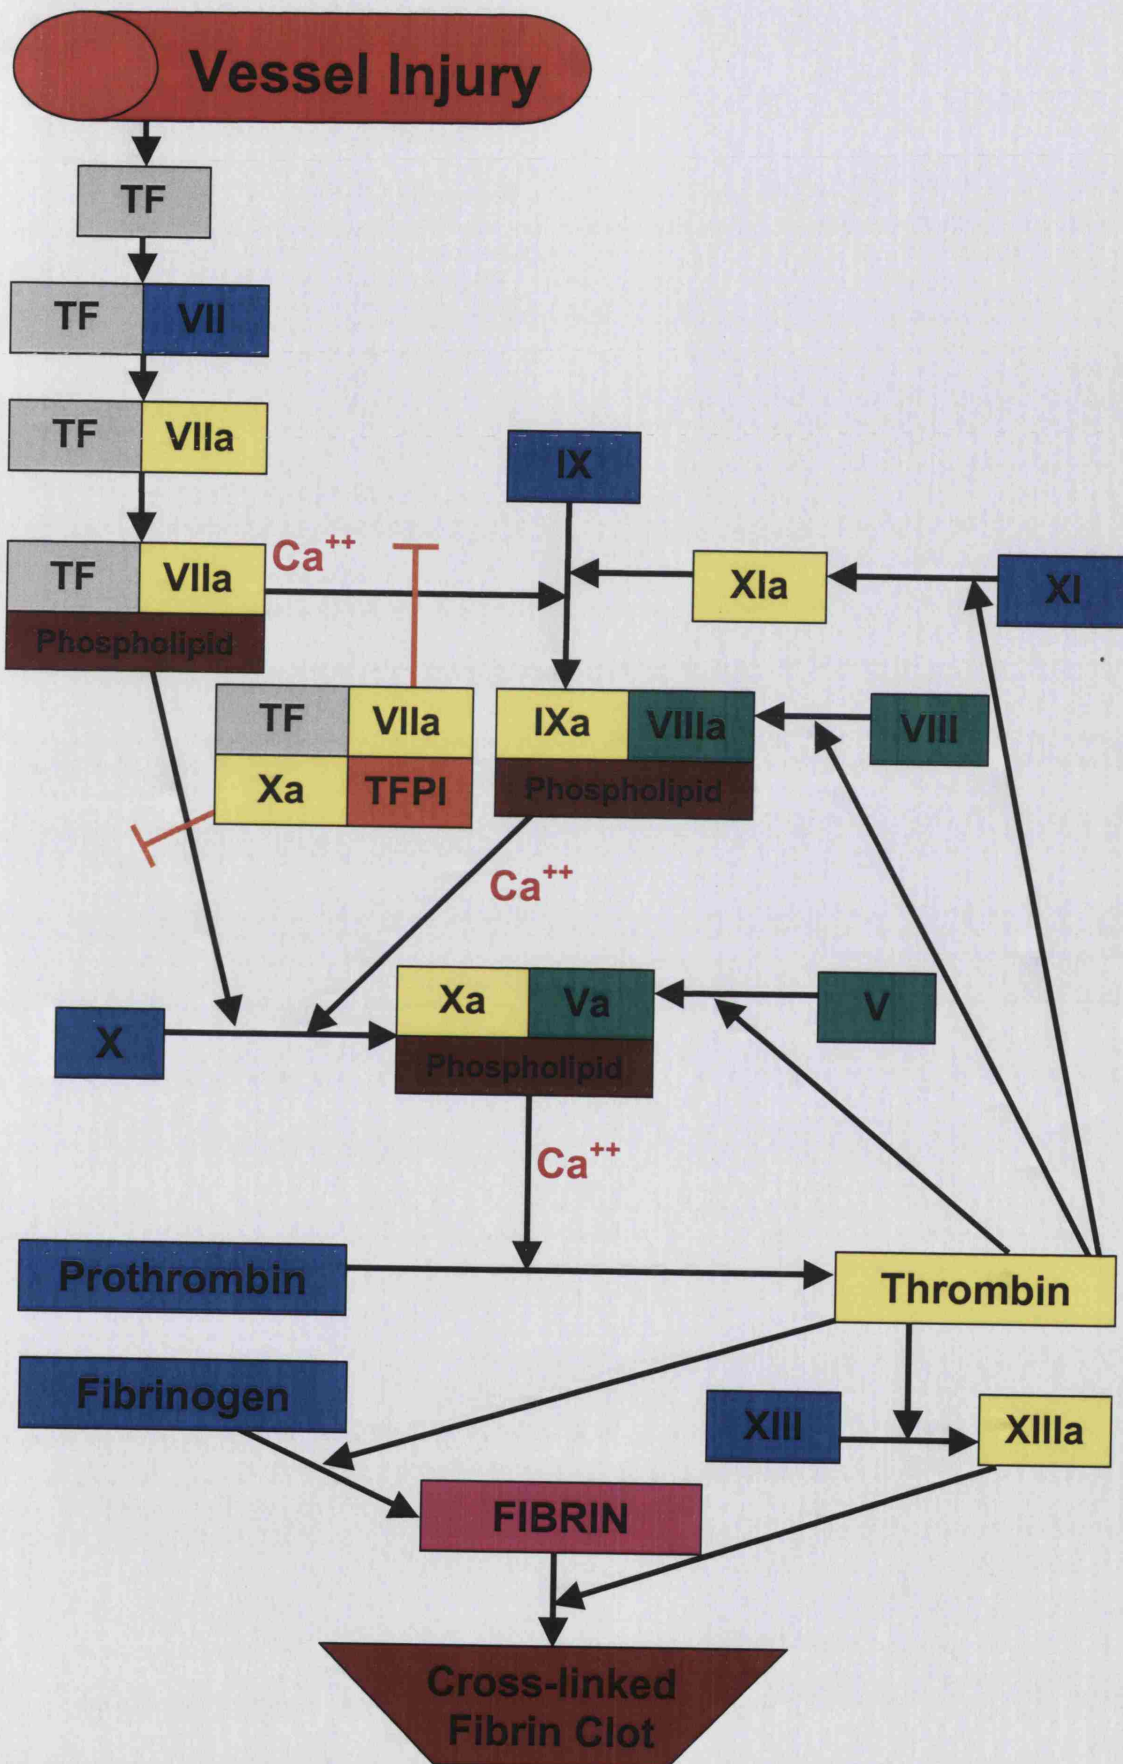 Vessel Injury
TF
TF VII
TF VIIa
IX
Ca++
TF VIIa
Phospholipid
XIa
XI
TF VIIa
Xa TFPI
IXa VIIIa
Phospholipid
VIII
Ca++
X
Xa Va
Phospholipid
V
Ca++
Prothrombin
Thrombin
Fibrinogen
XIII
XIIIa
FIBRIN
Cross-linked
Fibrin Clot